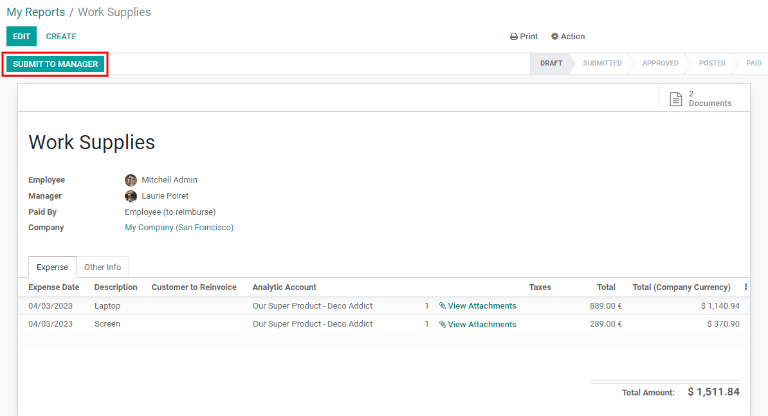 My Reports / Work Supplies
EDIT CREATE Print Action
SUBMIT TO MANAGER DRAFT SUBMITTED APPROVED POSTED PAID
2
Documents
Work Supplies
Employee Mitchell Admin
Manager Laurie Poiret
Paid By Employee (to reimburse)
Company My Company (San Francisco)
Expense Other Info
Expense Date Description Customer to Reinvoice Analytic Account Taxes Total Total (Company Currency)
04/03/2023 Laptop Our Super Product - Deco Addict 1 View Attachments 889.00 € $ 1,140.94
04/03/2023 Screen Our Super Product - Deco Addict 1 View Attachments 289.00 € $ 370.90
Total Amount: $ 1,511.84